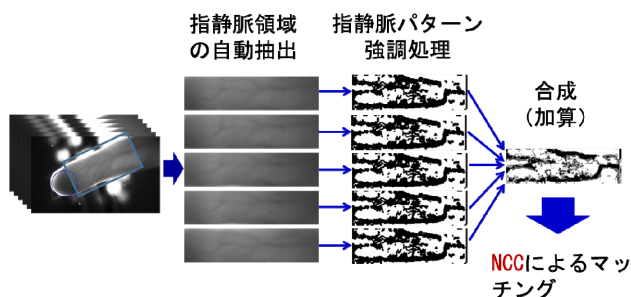 指静脈領域
の自動抽出
指静脈パターン
強調処理
合成
(加算)
NCCによるマッ
チング